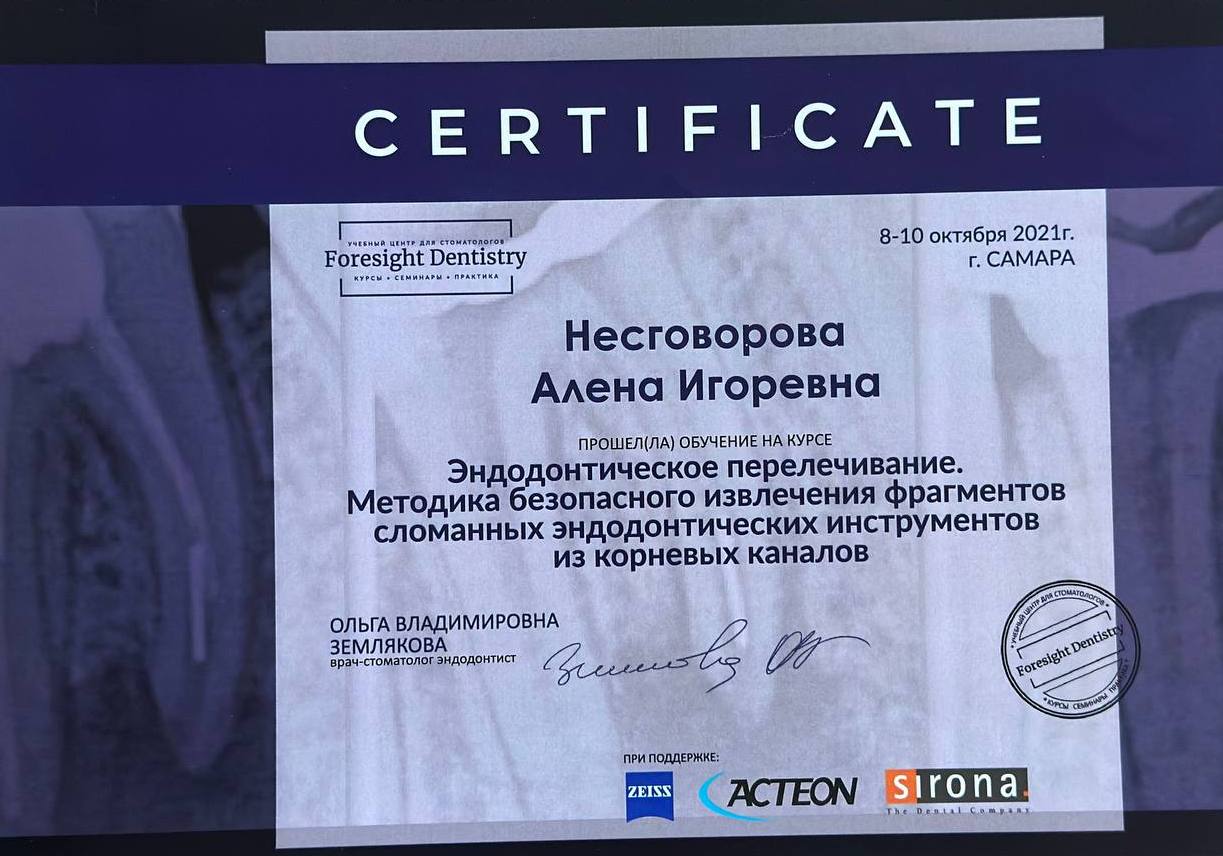 CERTIFICATE
УЧЕБНЫЙ ЦЕНТР ДЛЯ СТОМАТОЛОГОВ
Foresight Dentistry
КУРСЫ • СЕМИНАРЫ • ПРАКТИКА
8-10 октября 2021г.
г. САМАРА
Несговорова
Алена Игоревна
ПРОШЕЛ(ЛА) ОБУЧЕНИЕ НА КУРСЕ
Эндодонтическое перелечивание.
Методика безопасного извлечения фрагментов
сломанных эндодонтических инструментов
из корневых каналов
ОЛЬГА ВЛАДИМИРОВНА
ЗЕМЛЯКОВА
врач-стоматолог эндодонтист
УЧЕБНЫЙ ЦЕНТР ДЛЯ СТОМАТОЛОГОВ
Foresight Dentistry
КУРСЫ СЕМИНАРЫ ПРАКТИКА
ПРИ ПОДДЕРЖКЕ:
ZEISS
ACTEON
sirona.
The Dental Company